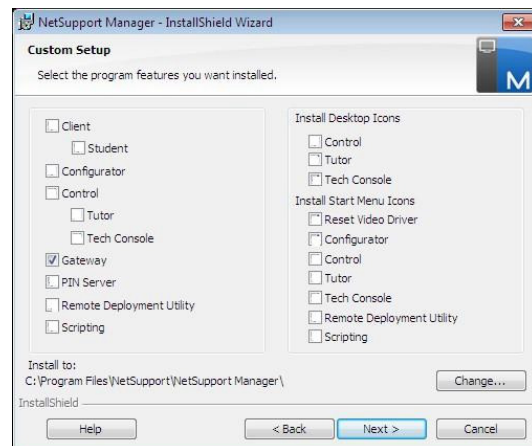 NetSupport Manager - InstallShield Wizard
Custom Setup
Select the program features you want installed.
M
Client
Student
Configurator
Control
Tutor
Tech Console
Gateway
PIN Server
Remote Deployment Utility
Scripting
Install Desktop Icons
Control
Tutor
Tech Console
Install Start Menu Icons
Reset Video Driver
Configurator
Control
Tutor
Tech Console
Remote Deployment Utility
Scripting
Install to:
C:\Program Files\NetSupport\NetSupport Manager\
Change...
InstallShield
Help
< Back
Next >
Cancel